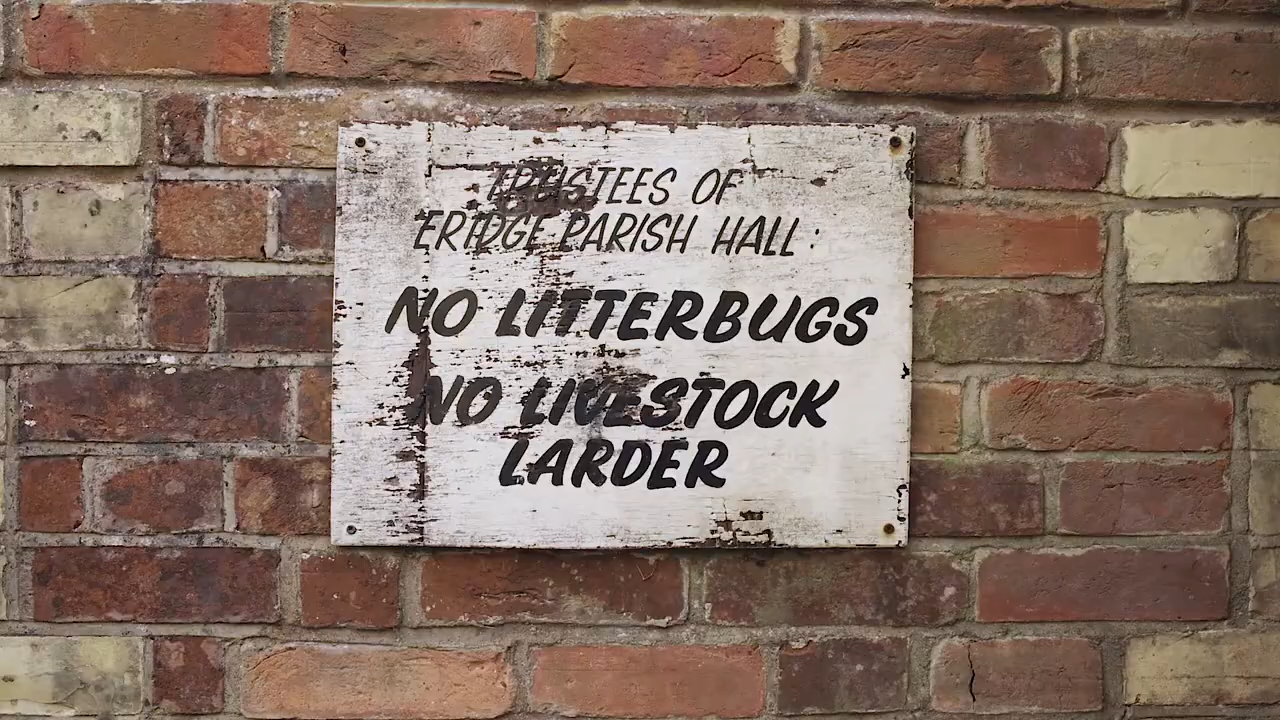 TRUSTEES OF
ERIDGE PARISH HALL:
NO LITTERBUGS
NO LIVESTOCK
LARDER